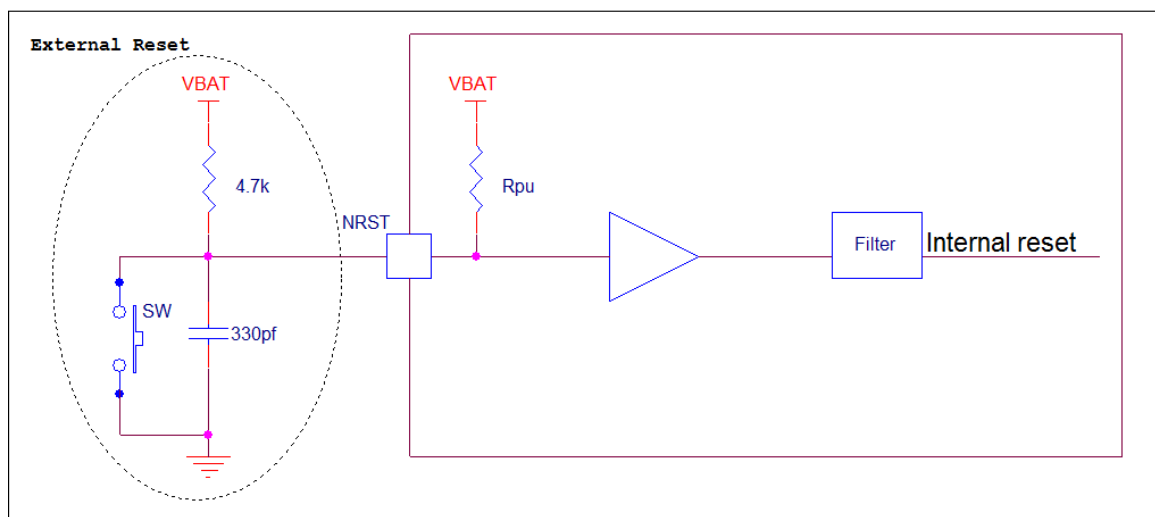 External Reset
VBAT
VBAT
4.7k
Rpu
NRST
Filter
Internal reset
SW
330pf